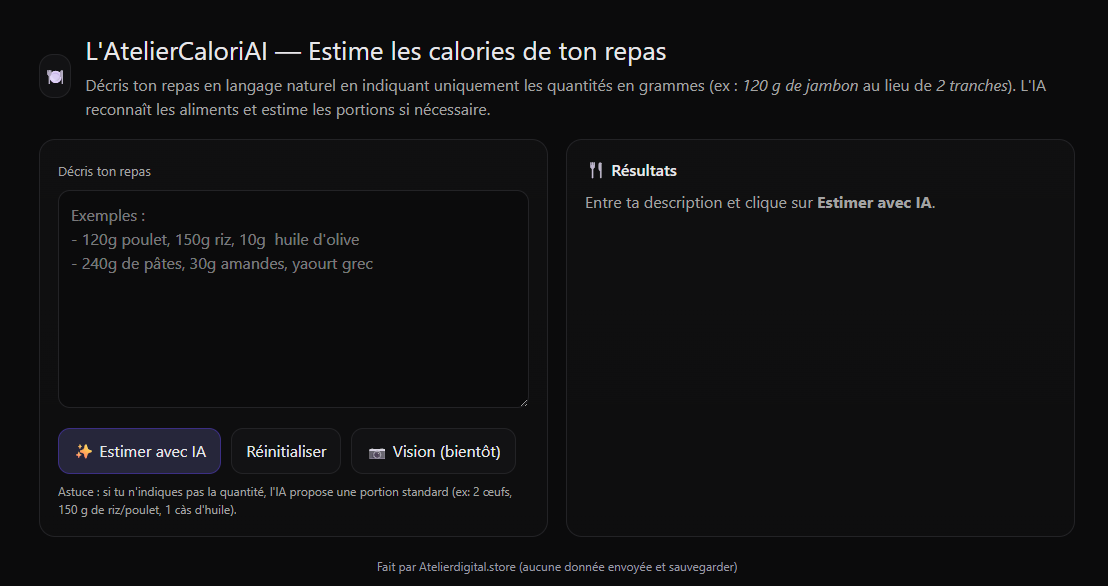 L'AtelierCaloriAI — Estime les calories de ton repas
Décris ton repas en langage naturel en indiquant uniquement les quantités en grammes (ex : 120 g de jambon au lieu de 2 tranches). L'IA
reconnaît les aliments et estime les portions si nécessaire.
Décris ton repas
Exemples :
- 120g poulet, 150g riz, 10g  huile d'olive
- 240g de pâtes, 30g amandes, yaourt grec
✨ Estimer avec IA
Réinitialiser
📷 Vision (bientôt)
Astuce : si tu n'indiques pas la quantité, l'IA propose une portion standard (ex: 2 œufs,
150 g de riz/poulet, 1 càs d'huile).
🍴 Résultats
Entre ta description et clique sur Estimer avec IA.
Fait par Atelierdigital.store (aucune donnée envoyée et sauvegarder)